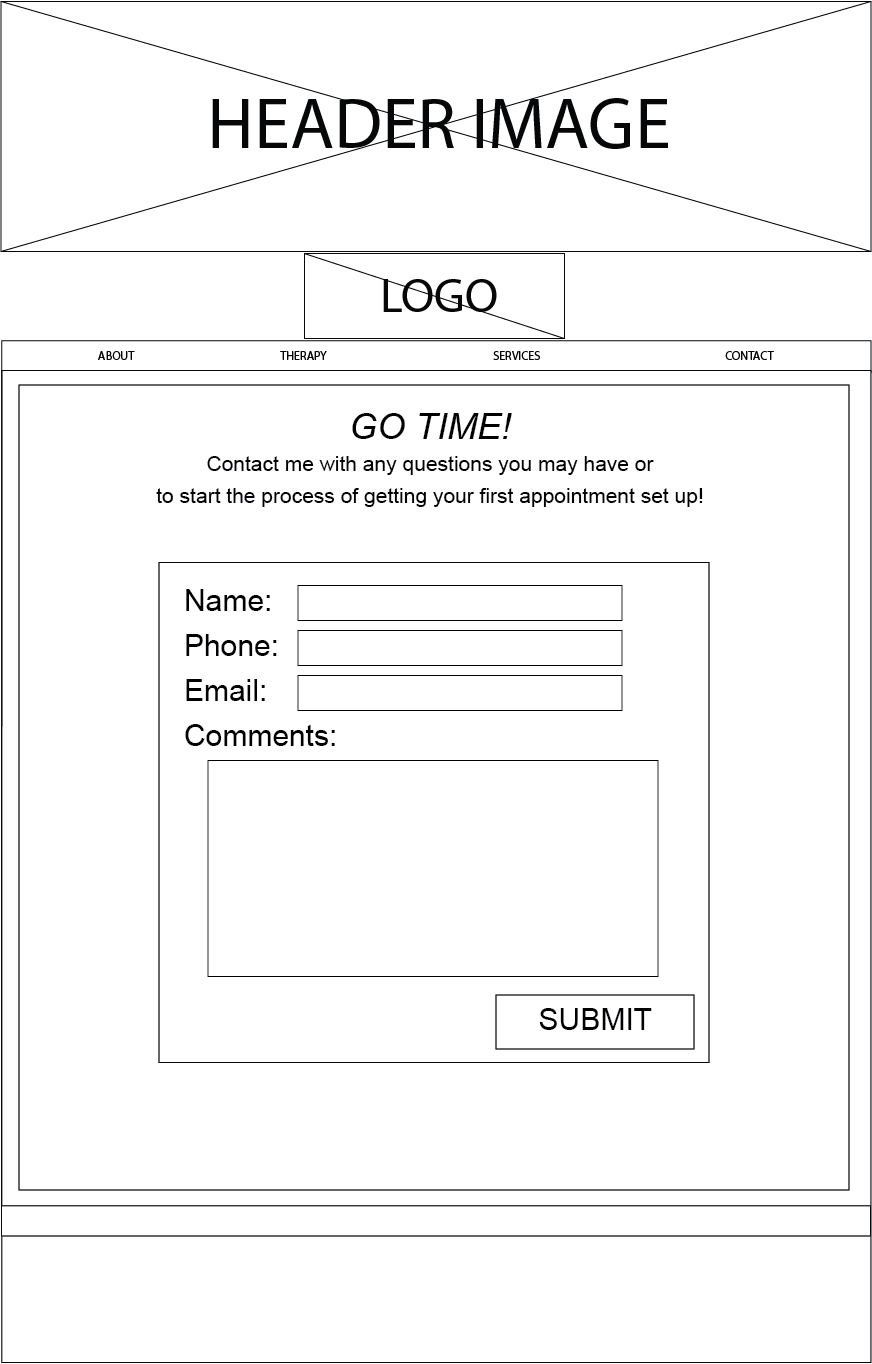 HEADER IMAGE
LOGO
ABOUT THERAPY SERVICES CONTACT
GO TIME!
Contact me with any questions you may have or
to start the process of getting your first appointment set up!
Name:
Phone:
Email:
Comments:
SUBMIT